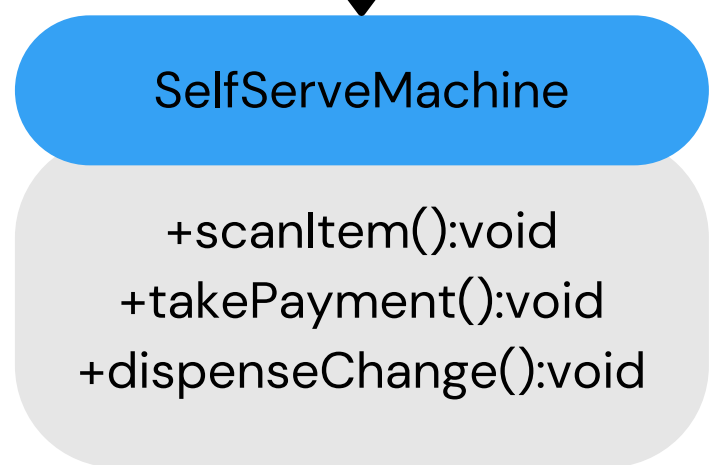 SelfServeMachine
+scanItem():void
+takePayment():void
+dispenseChange():void